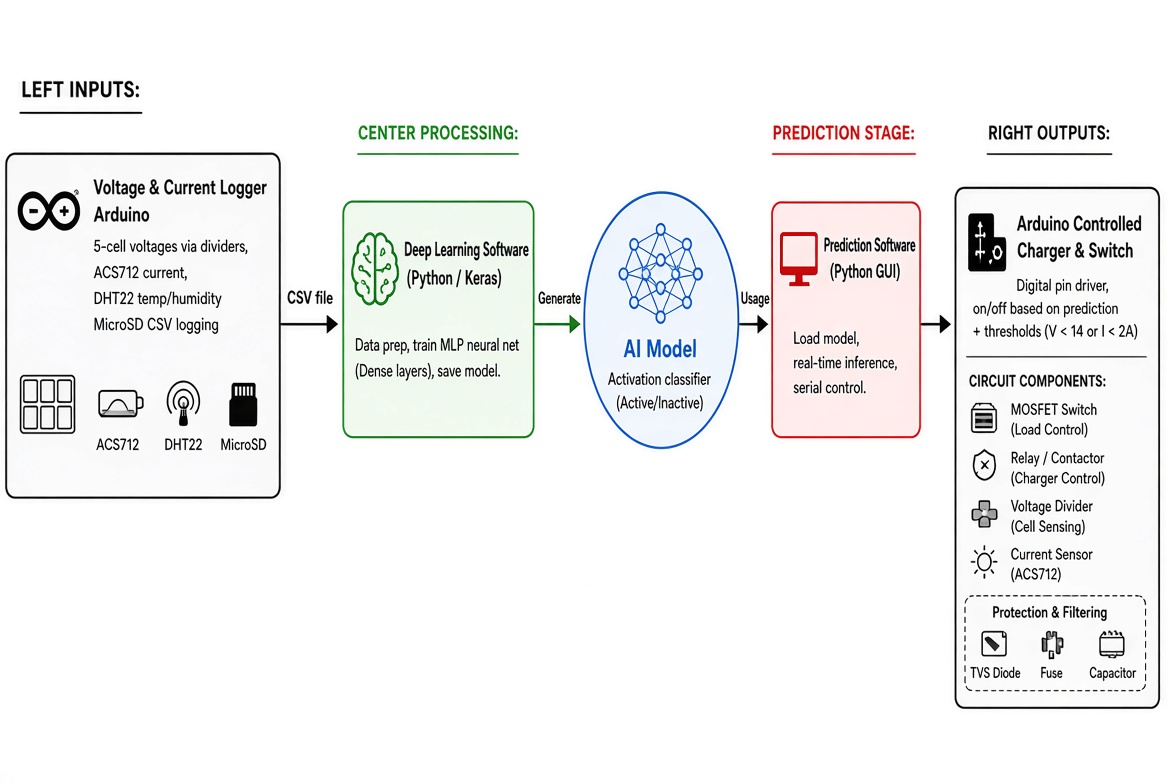 LEFT INPUTS:
Voltage & Current Logger
Arduino
5-cell voltages via dividers,
ACS712 current,
DHT22 temp/humidity
MicroSD CSV logging
ACS712
DHT22
MicroSD
CSV file
CENTER PROCESSING:
Deep Learning Software
(Python / Keras)
Data prep, train MLP neural net
(Dense layers), save model.
Generate
AI Model
Activation classifier
(Active/Inactive)
Usage
PREDICTION STAGE:
Prediction Software
(Python GUI)
Load model,
real-time inference,
serial control.
RIGHT OUTPUTS:
Arduino Controlled
Charger & Switch
Digital pin driver,
on/off based on prediction
+ thresholds (V < 14 or I < 2A)
CIRCUIT COMPONENTS:
MOSFET Switch
(Load Control)
Relay / Contactor
(Charger Control)
Voltage Divider
(Cell Sensing)
Current Sensor
(ACS712)
Protection & Filtering
TVS Diode
Fuse
Capacitor